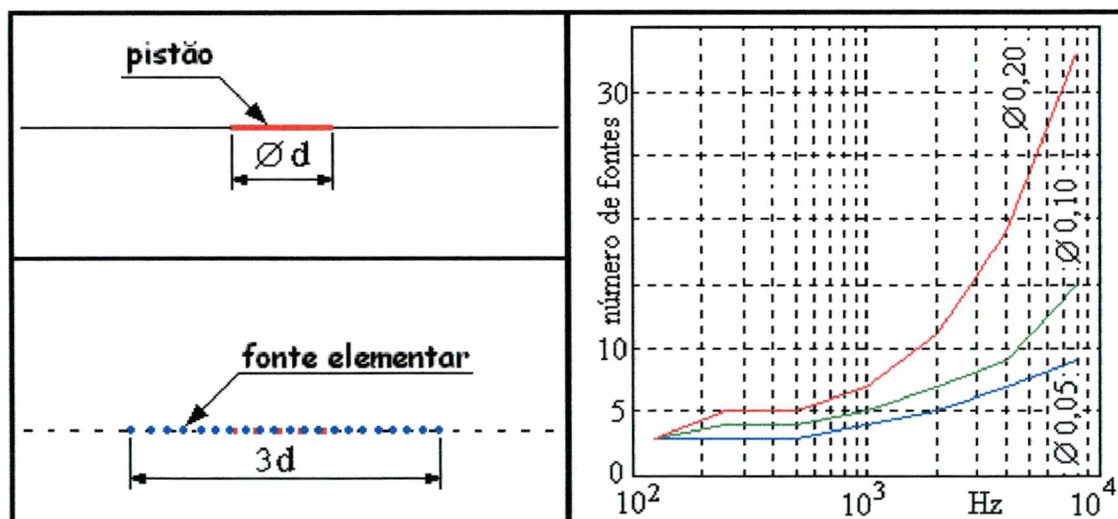 pistão
Ø d
fonte elementar
3d
número de fontes
30
10
5
0
10²
10³
Hz
10⁴
Ø 0,20
Ø 0,10
Ø 0,05